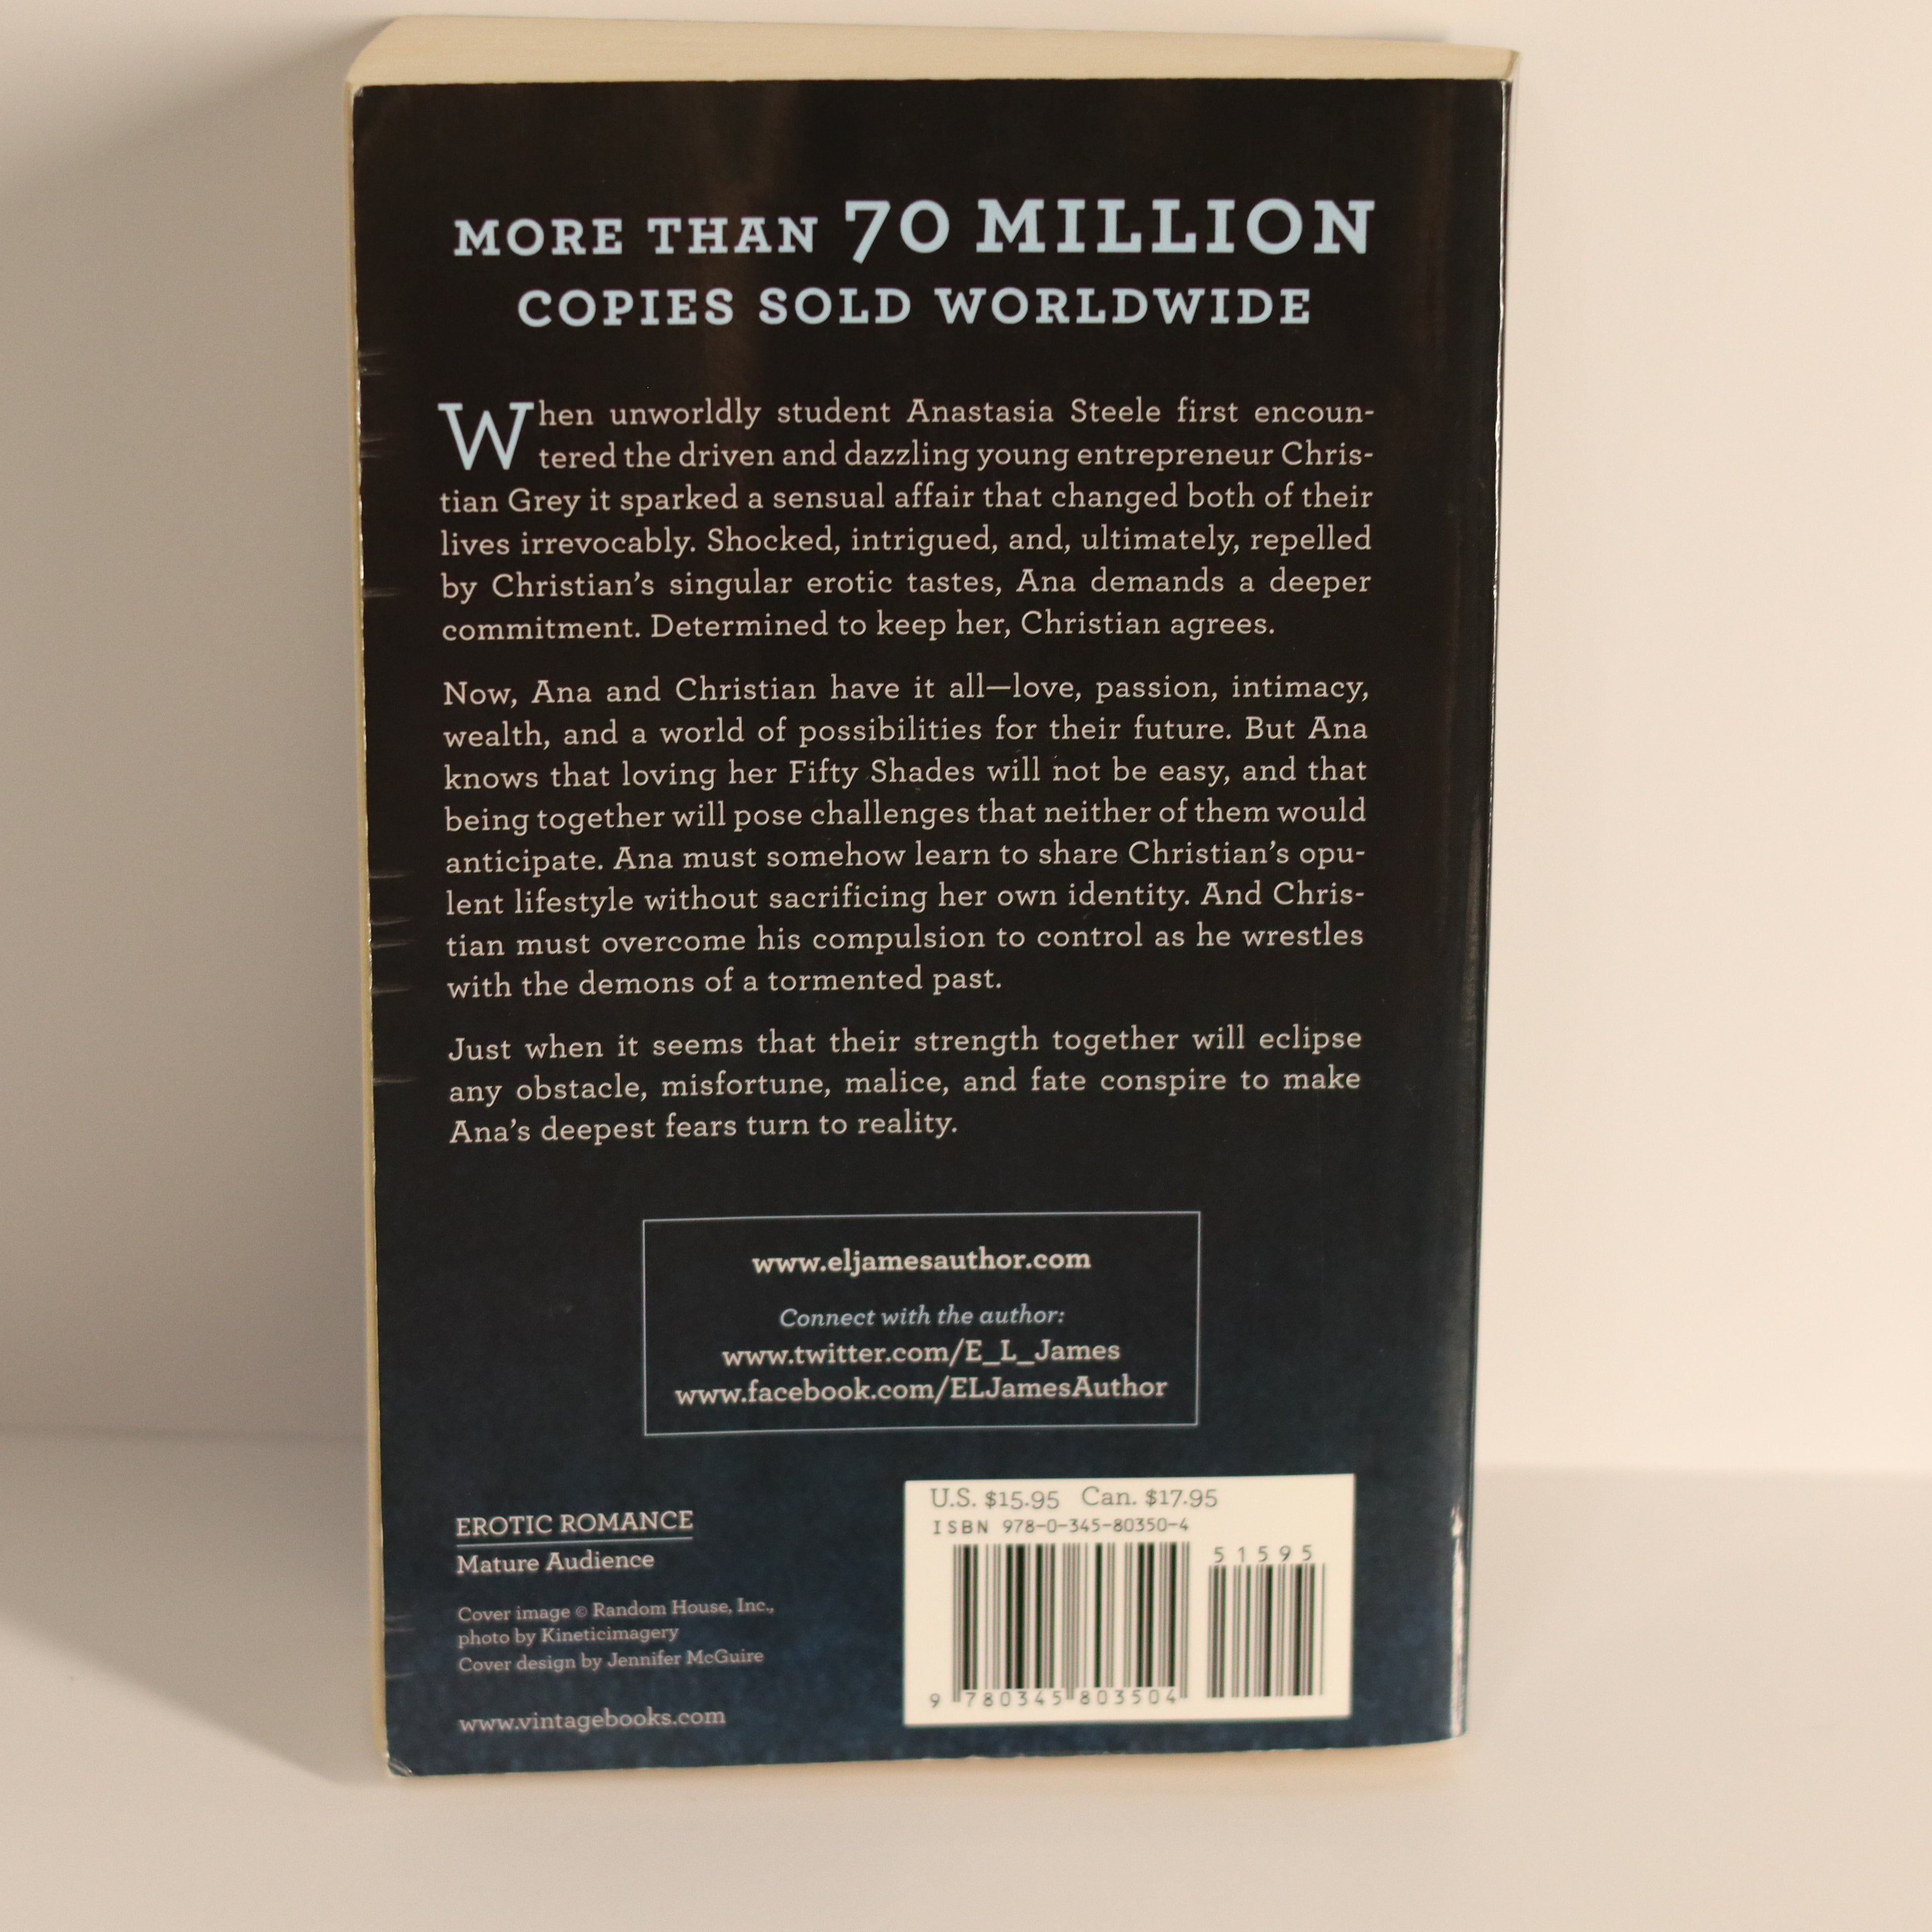 MORE THAN 70 MILLION
COPIES SOLD WORLDWIDE
When unworldly student Anastasia Steele first encoun-
tered the driven and dazzling young entrepreneur Chris-
tian Grey it sparked a sensual affair that changed both of their
lives irrevocably. Shocked, intrigued, and, ultimately, repelled
by Christian’s singular erotic tastes, Ana demands a deeper
commitment. Determined to keep her, Christian agrees.
Now, Ana and Christian have it all—love, passion, intimacy,
wealth, and a world of possibilities for their future. But Ana
knows that loving her Fifty Shades will not be easy, and that
being together will pose challenges that neither of them would
anticipate. Ana must somehow learn to share Christian’s opu-
lent lifestyle without sacrificing her own identity. And Chris-
tian must overcome his compulsion to control as he wrestles
with the demons of a tormented past.
Just when it seems that their strength together will eclipse
any obstacle, misfortune, malice, and fate conspire to make
Ana’s deepest fears turn to reality.
www.eljamesauthor.com
Connect with the author:
www.twitter.com/E_L_James
www.facebook.com/ELJamesAuthor
EROTIC ROMANCE
Mature Audience
Cover image © Random House, Inc.,
photo by Kineticimagery
Cover design by Jennifer McGuire
www.vintagebooks.com
U.S. $15.95 Can. $17.95
ISBN 978-0-345-80350-4
51595
9 780345 803504